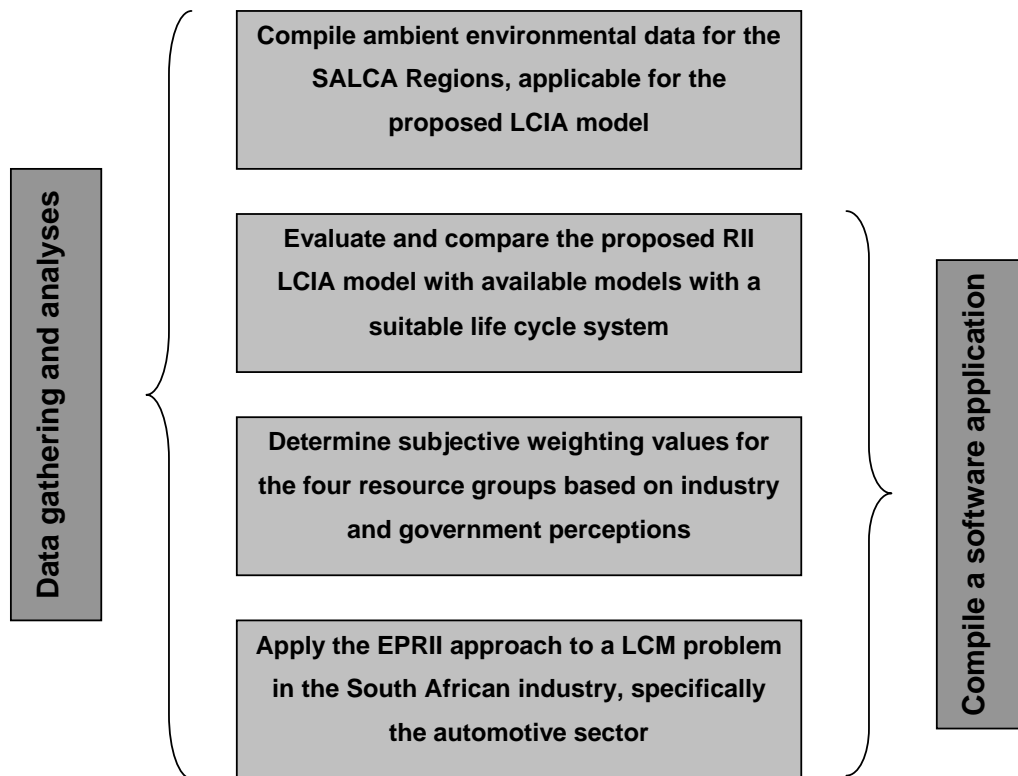 Data gathering and analyses
Compile ambient environmental data for the
SALCA Regions, applicable for the
proposed LCIA model
Evaluate and compare the proposed RII
LCIA model with available models with a
suitable life cycle system
Determine subjective weighting values for
the four resource groups based on industry
and government perceptions
Apply the EPRII approach to a LCM problem
in the South African industry, specifically
the automotive sector
Compile a software application